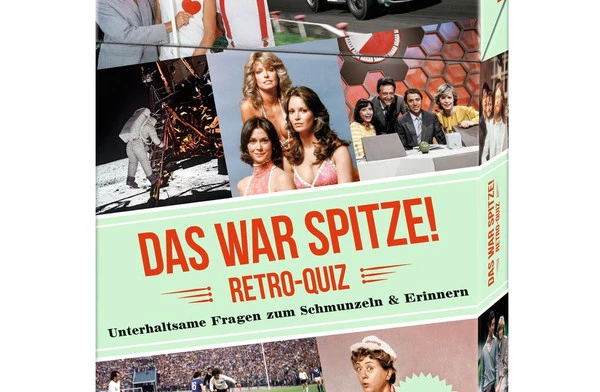 DAS WAR SPITZE!
RETRO-QUIZ
Unterhaltsame Fragen zum Schmunzeln & Erinnern
DAS WAR SPITZE!
RETRO-QUIZ